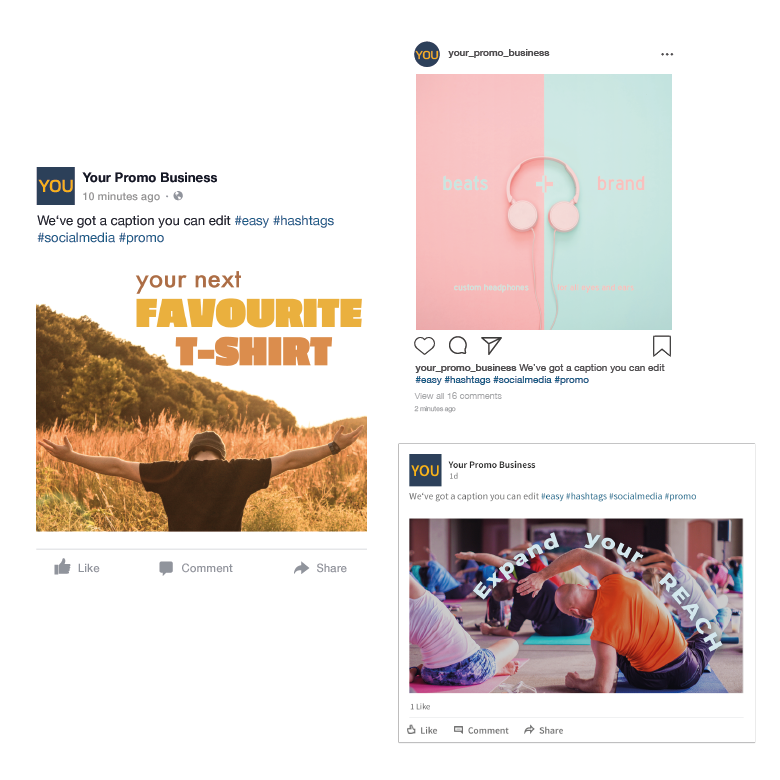 YOU
Your Promo Business
10 minutes ago ·
We've got a caption you can edit #easy #hashtags
#socialmedia #promo
your next
FAVOURITE
T-SHIRT
Like Comment Share
YOU your_promo_business
beats + brand
custom headphones
your_promo_business We've got a caption you can edit
#easy #hashtags #socialmedia #promo
View all 16 comments
2 minutes ago
YOU
Your Promo Business
1d
We've got a caption you can edit #easy #hashtags #socialmedia #promo
Expand your REACH
1 Like
Like Comment Share